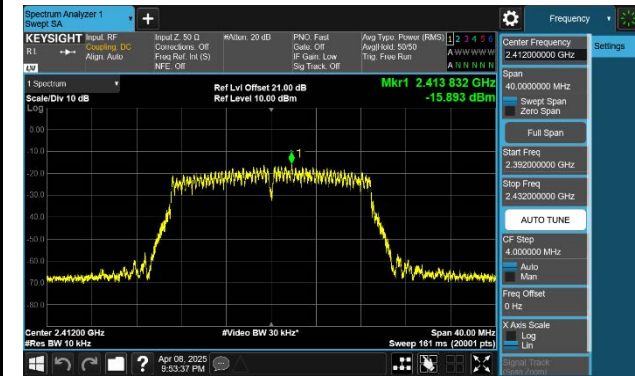 Spectrum Analyzer 1
Swept SA
+
Frequency
KEYSIGHT
R L
LW
Input: RF
Coupling: DC
Align: Auto
Input Z: 50 Ω
Corrections: Off
Freq Ref: Int (S)
NFE: Off
#Atten: 20 dB
PNO: Fast
Gate: Off
IF Gain: Low
Sig Track: Off
Avg Type: Power (RMS)
Avg|Hold: 50/50
Trig: Free Run
1 2 3 4 5 6
A W W W W W
A N N N N N
1 Spectrum
Scale/Div 10 dB
Ref Lvl Offset 21.00 dB
Ref Level 10.00 dBm
Mkr1 2.413 832 GHz
-15.893 dBm
Log
0.00
-10.0
-20.0
-30.0
-40.0
-50.0
-60.0
-70.0
-80.0
1
Center 2.41200 GHz
#Res BW 10 kHz
#Video BW 30 kHz*
Span 40.00 MHz
Sweep 161 ms (20001 pts)
Center Frequency
2.412000000 GHz
Settings
Span
40.0000000 MHz
Swept Span
Zero Span
Full Span
Start Freq
2.392000000 GHz
Stop Freq
2.432000000 GHz
AUTO TUNE
CF Step
4.000000 MHz
Auto
Man
Freq Offset
0 Hz
X Axis Scale
Log
Lin
Signal Track
(Span Zoom)
?
Apr 08, 2025
9:53:37 PM